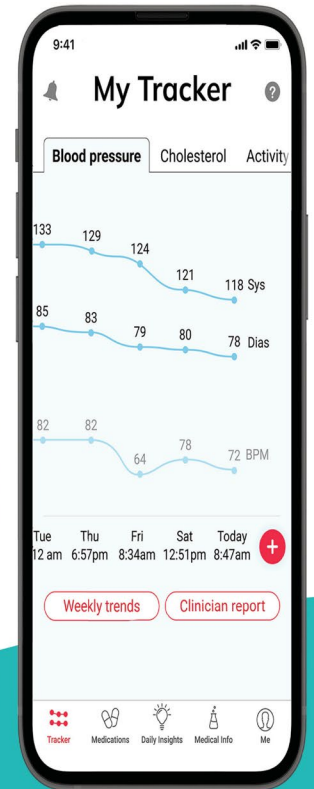 9:41
My Tracker
?
Blood pressure Cholesterol Activity
133 129 124 121 118 Sys
85 83 79 80 78 Dias
82 82 64 78 72 BPM
Tue Thu Fri Sat Today
12 am 6:57pm 8:34am 12:51pm 8:47am
+
Weekly trends Clinician report
Tracker Medications Daily Insights Medical Info Me